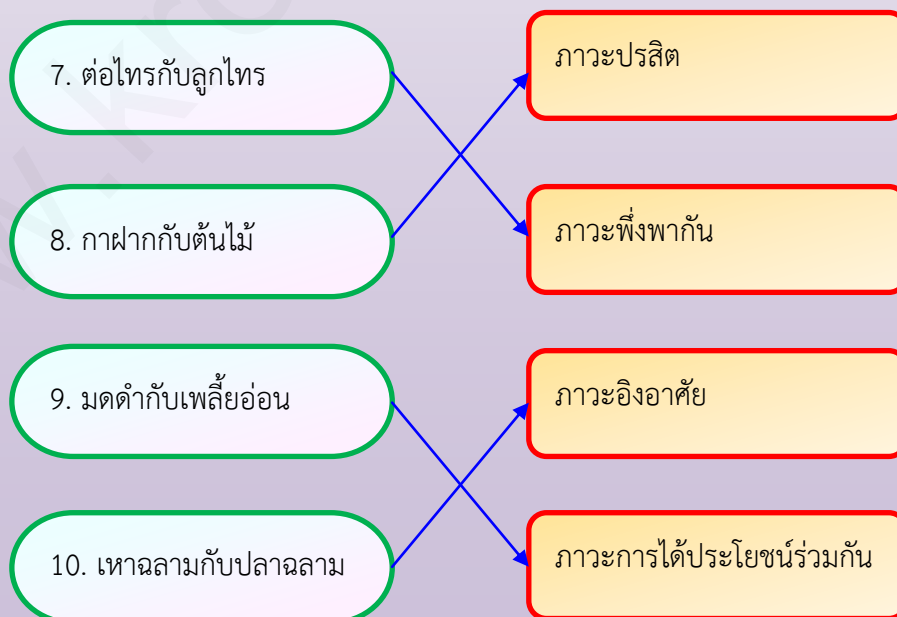 7. ต่อไทรกับลูกไทร
ภาวะปรสิต
8. กาฝากกับต้นไม้
ภาวะพึ่งพากัน
9. มดดำกับเพลี้ยอ่อน
ภาวะอิงอาศัย
10. เหาฉลามกับปลาฉลาม
ภาวะการได้ประโยชน์ร่วมกัน